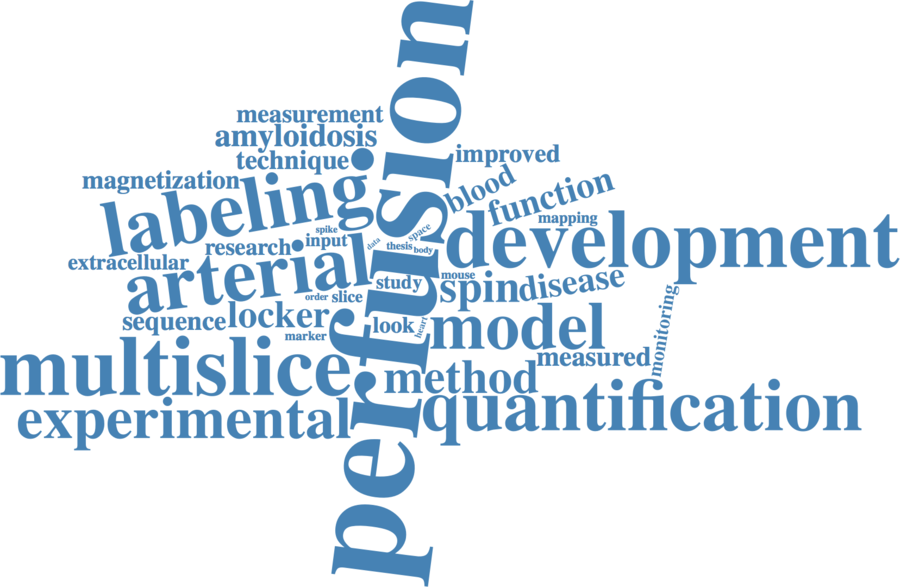 perfusion
measurement
amyloidosis
technique
improved
magnetization
blood
labeling
function
mapping
spike
space
development
research
input
data
thesis
body
extracellular
arterial
mouse
study
spin
disease
order
slice
monitoring
sequence
locker
look
heart
model
marker
multislice
measured
method
experimental
quantification